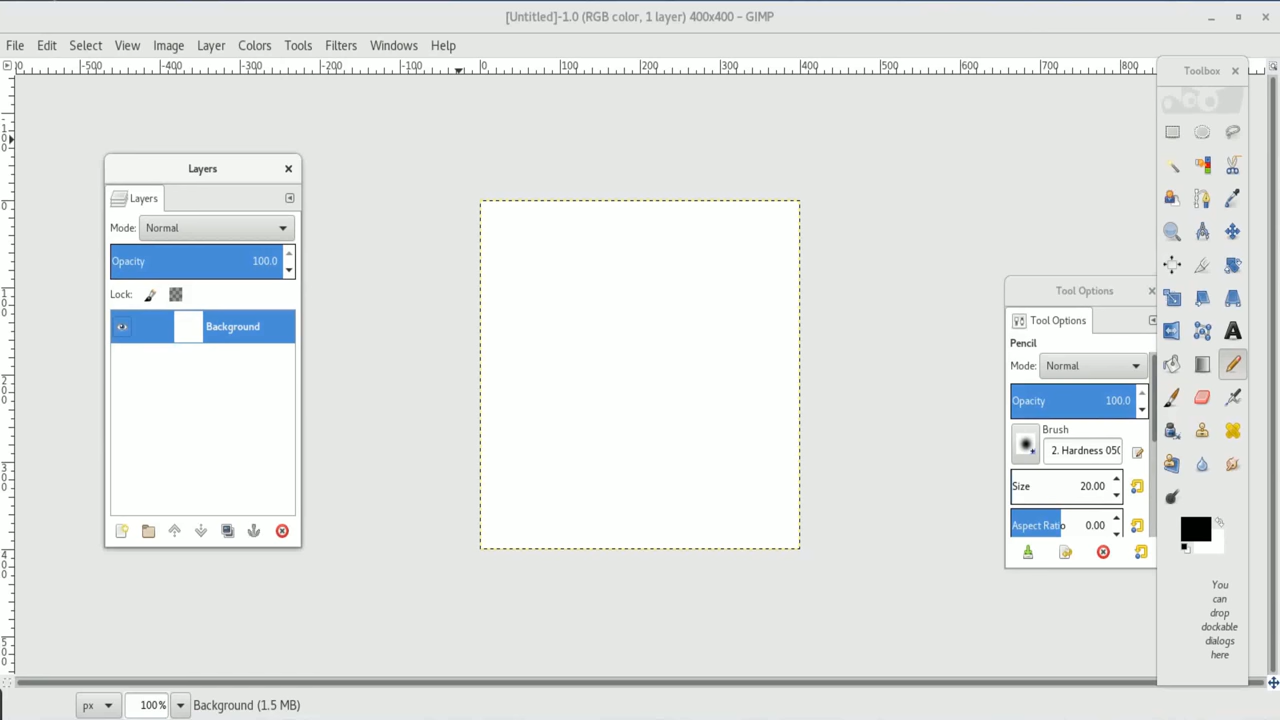 [Untitled]-1.0 (RGB color, 1 layer) 400x400 – GIMP
File Edit Select View Image Layer Colors Tools Filters Windows Help
-500 -400 -300 -200 -100 0 100 200 300 400 500 600 700 800
Toolbox
Layers
Layers
Mode: Normal
Opacity 100.0
Lock:
Background
Tool Options
Tool Options
Pencil
Mode: Normal
Opacity 100.0
Brush
2. Hardness 050
Size 20.00
Aspect Ratio 0.00
You
can
drop
dockable
dialogs
here
px 100% Background (1.5 MB)